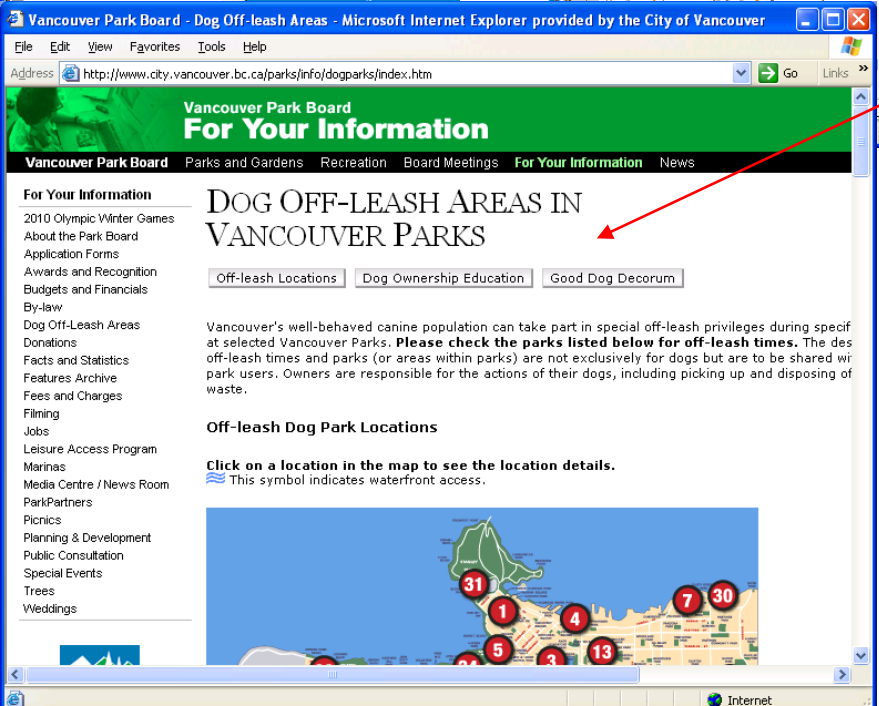 Vancouver Park Board - Dog Off-leash Areas - Microsoft Internet Explorer provided by the City of Vancouver
File Edit View Favorites Tools Help
Address http://www.city.vancouver.bc.ca/parks/info/dogparks/index.htm Go Links »
Vancouver Park Board
For Your Information
Vancouver Park Board Parks and Gardens Recreation Board Meetings For Your Information News
For Your Information
2010 Olympic Winter Games
About the Park Board
Application Forms
Awards and Recognition
Budgets and Financials
By-law
Dog Off-Leash Areas
Donations
Facts and Statistics
Features Archive
Fees and Charges
Filming
Jobs
Leisure Access Program
Marinas
Media Centre / News Room
ParkPartners
Picnics
Planning & Development
Public Consultation
Special Events
Trees
Weddings
DOG OFF-LEASH AREAS IN
VANCOUVER PARKS
Off-leash Locations Dog Ownership Education Good Dog Decorum
Vancouver's well-behaved canine population can take part in special off-leash privileges during specif
at selected Vancouver Parks. Please check the parks listed below for off-leash times. The des
off-leash times and parks (or areas within parks) are not exclusively for dogs but are to be shared wi
park users. Owners are responsible for the actions of their dogs, including picking up and disposing of
waste.
Off-leash Dog Park Locations
Click on a location in the map to see the location details.
This symbol indicates waterfront access.
31
1
4
7
30
5
3
13
Internet